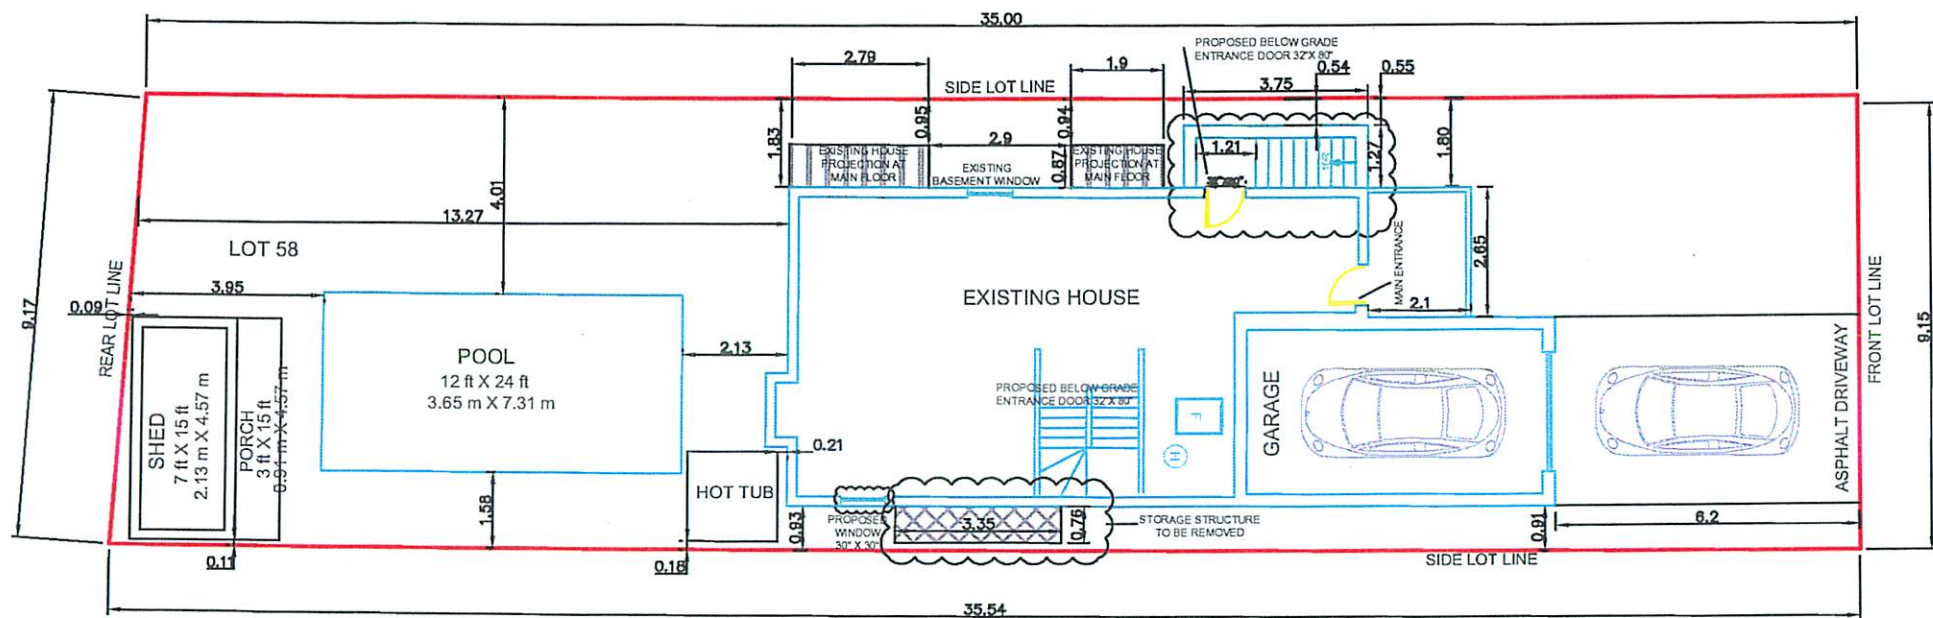 35.00
PROPOSED BELOW GRADE
ENTRANCE DOOR 32"X 80"
2.79
1.9
0.54
0.55
SIDE LOT LINE
3.75
1.83
0.95
0.94
2.9
1.80
4.01
EXISTING HOUSE
PROJECTION AT
MAIN FLOOR
EXISTING
BASEMENT WINDOW
0.87
EXISTING HOUSE
PROJECTION AT
MAIN FLOOR
1.21
1.27
13.27
LOT 58
2.65
MAIN ENTRANCE
2.1
9.17
REAR LOT LINE
0.09
3.95
EXISTING HOUSE
9.15
FRONT LOT LINE
POOL
12 ft X 24 ft
3.65 m X 7.31 m
2.13
PROPOSED BELOW GRADE
ENTRANCE DOOR 32"X 80"
F
H
GARAGE
ASPHALT DRIVEWAY
SHED
7 ft X 15 ft
2.13 m X 4.57 m
PORCH
3 ft X 15 ft
0.91 m X 4.57 m
0.21
HOT TUB
1.58
0.93
PROPOSED
WINDOW
30" X 30"
3.35
0.76
STORAGE STRUCTURE
TO BE REMOVED
0.91
6.2
0.11
0.18
SIDE LOT LINE
35.54